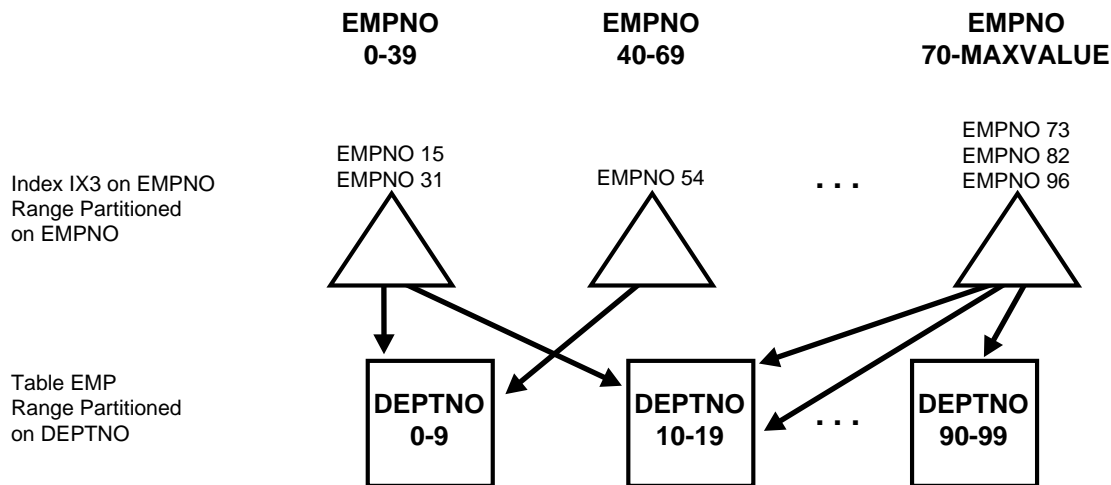 EMPNO
0-39
EMPNO
40-69
EMPNO
70-MAXVALUE
Index IX3 on EMPNO
Range Partitioned
on EMPNO
EMPNO 15
EMPNO 31
EMPNO 54
. . .
EMPNO 73
EMPNO 82
EMPNO 96
Table EMP
Range Partitioned
on DEPTNO
DEPTNO
0-9
DEPTNO
10-19
. . .
DEPTNO
90-99